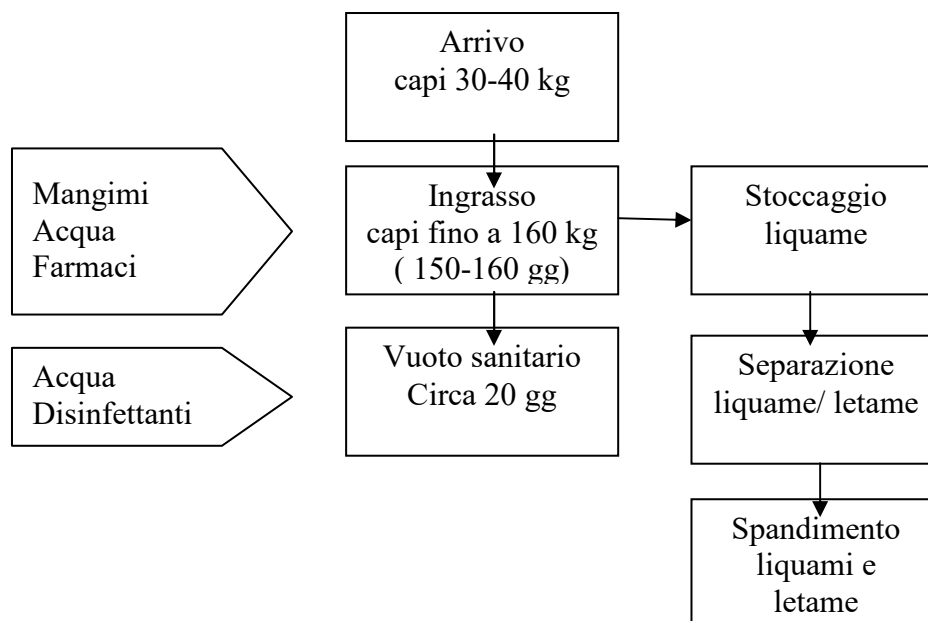 Arrivo
capi 30-40 kg
Mangimi
Acqua
Farmaci
Ingrasso
capi fino a 160 kg
( 150-160 gg)
Stoccaggio
liquame
Acqua
Disinfettanti
Vuoto sanitario
Circa 20 gg
Separazione
liquame/ letame
Spandimento
liquami e
letame